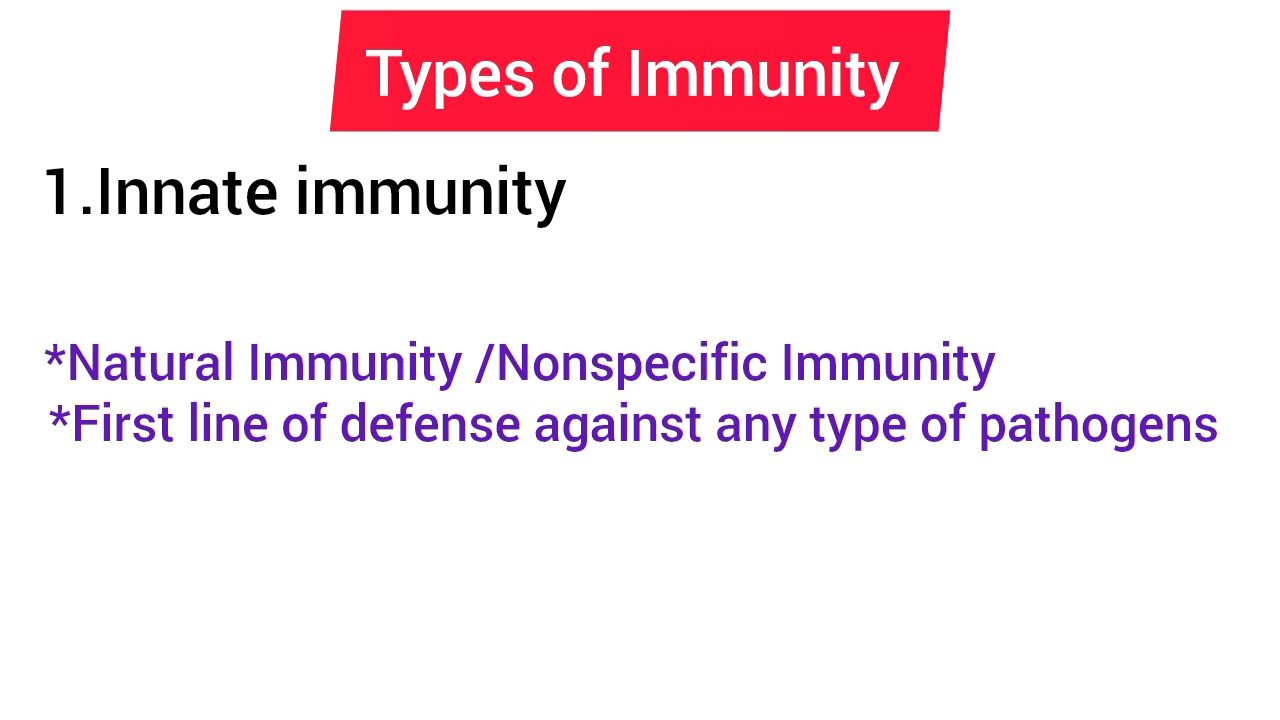 Types of Immunity
1.Innate immunity
*Natural Immunity /Nonspecific Immunity
*First line of defense against any type of pathogens